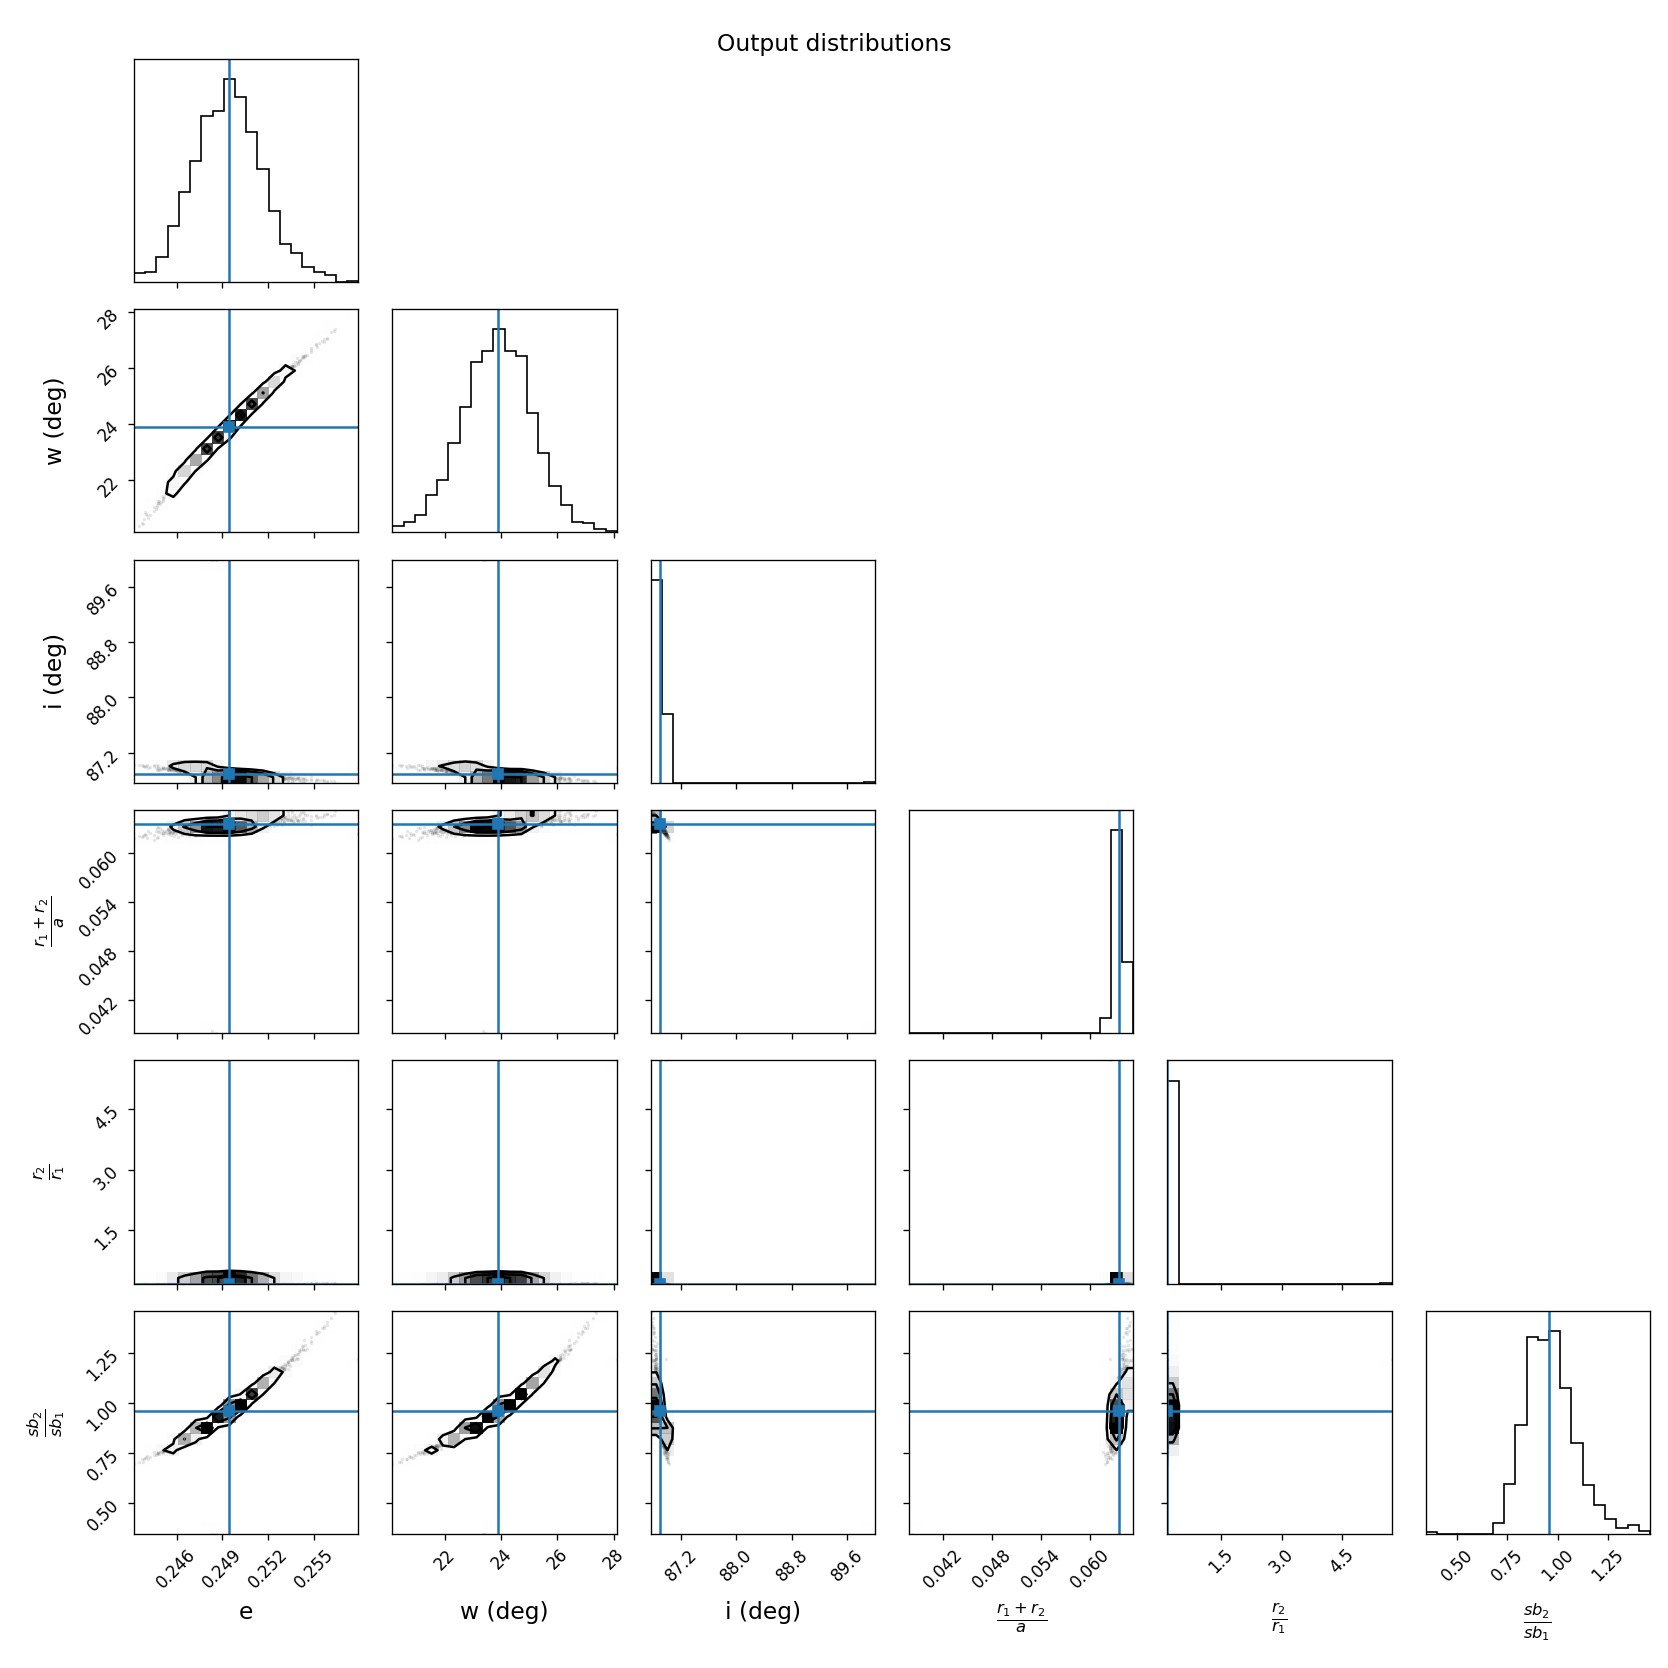 Output distributions
28
26
24
22
w (deg)
89.6
88.8
88.0
87.2
i (deg)
0.060
0.054
0.048
0.042
r₁ + r₂
a
4.5
3.0
1.5
r₂
r₁
1.25
1.00
0.75
0.50
sb₂
sb₁
0.246 0.249 0.252 0.255 22 24 26 28 87.2 88.0 88.8 89.6 0.042 0.048 0.054 0.060 1.5 3.0 4.5 0.50 0.75 1.00 1.25
e w (deg) i (deg)
r₁ + r₂
a
r₂
r₁
sb₂
sb₁